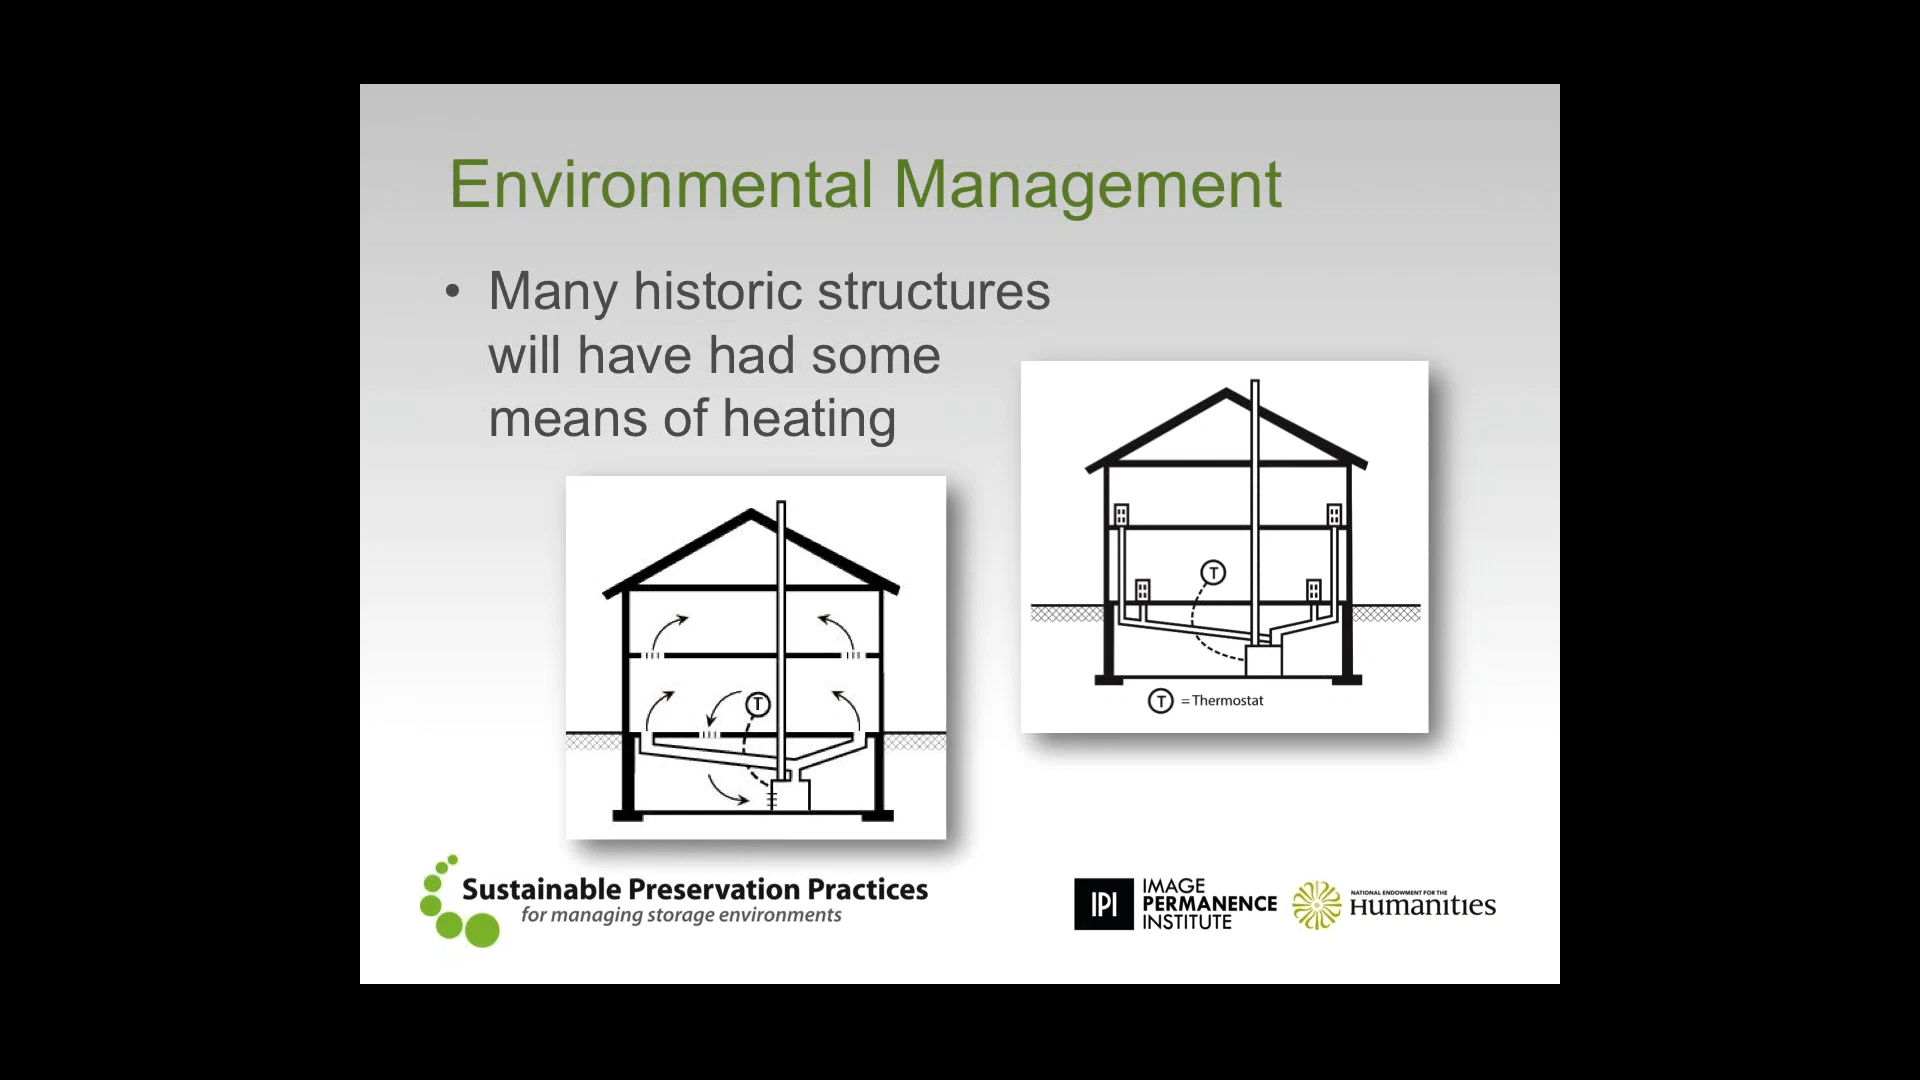 Environmental Management
• Many historic structures
will have had some
means of heating
T
T
T = Thermostat
Sustainable Preservation Practices
for managing storage environments
IPI
IMAGE
PERMANENCE
INSTITUTE
NATIONAL ENDOWMENT FOR THE
Humanities